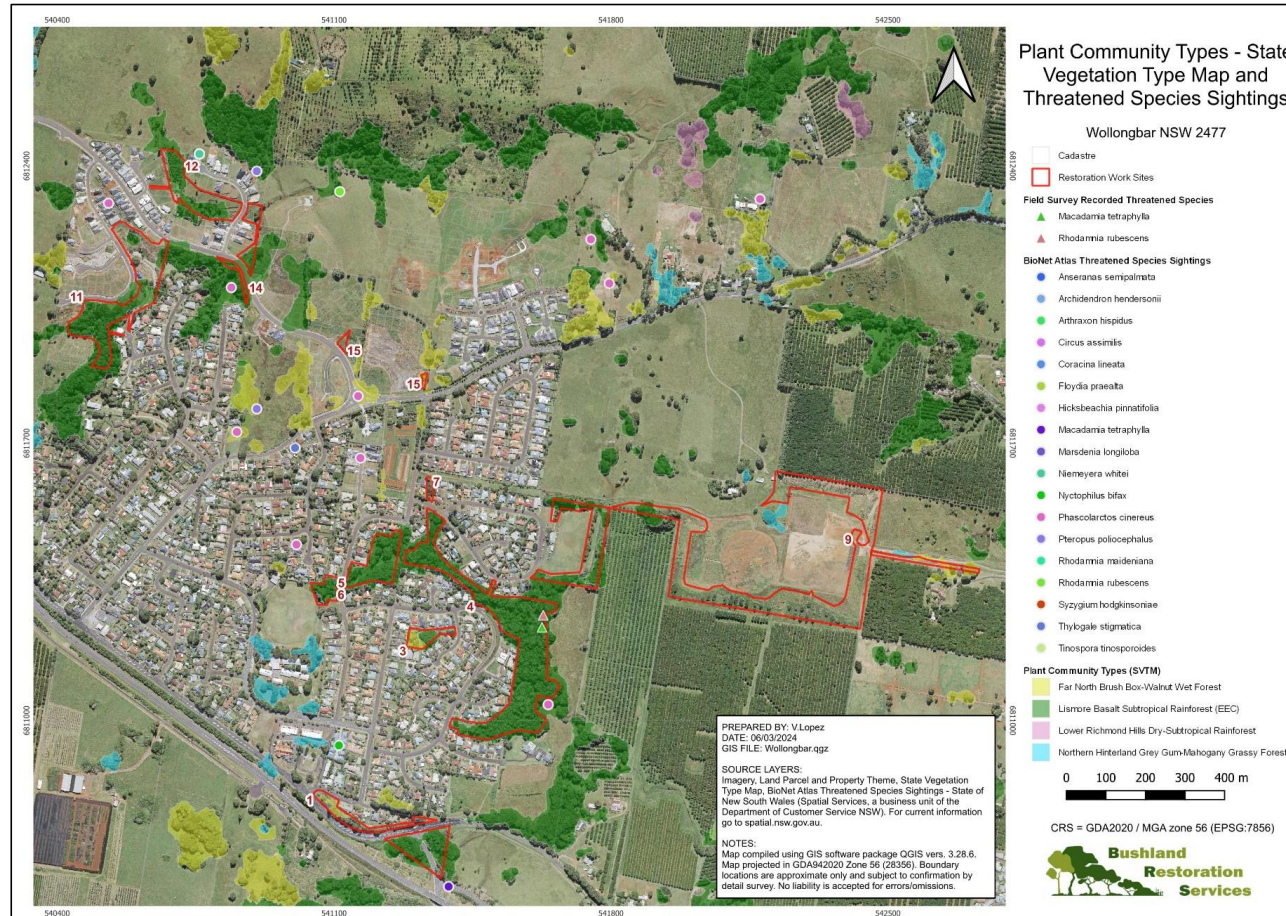 540400
541100
541800
542500
Plant Community Types - State
Vegetation Type Map and
Threatened Species Sightings
Wollongbar NSW 2477
Cadastre
Restoration Work Sites
Field Survey Recorded Threatened Species
Macadamia tetraphylla
Rhodamnia rubescens
BioNet Atlas Threatened Species Sightings
Anseranas semipalmata
Archidendron hendersonii
Arthraxon hispidus
Circus assimilis
Coracina lineata
Floydia praealta
Hicksbeachia pinnatifolia
Macadamia tetraphylla
Marsdenia longiloba
Niemeyera whitei
Nyctophilus bifax
Phascolarctos cinereus
Pteropus poliocephalus
Rhodamnia maideniana
Rhodamnia rubescens
Syzygium hodgkinsoniae
Thylogale stigmatica
Tinospora tinosporoides
Plant Community Types (SVTM)
Far North Brush Box-Walnut Wet Forest
Lismore Basalt Subtropical Rainforest (EEC)
Lower Richmond Hills Dry-Subtropical Rainforest
Northern Hinterland Grey Gum-Mahogany Grassy Forest
0 100 200 300 400 m
CRS = GDA2020 / MGA zone 56 (EPSG:7856)
Bushland
Restoration
Services
6812400
6812400
6811700
6811700
6811000
6811000
12
11
14
15
15
7
9
5
6
4
3
1
PREPARED BY: V.Lopez
DATE: 06/03/2024
GIS FILE: Wollongbar.qgz
SOURCE LAYERS:
Imagery, Land Parcel and Property Theme, State Vegetation
Type Map, BioNet Atlas Threatened Species Sightings - State of
New South Wales (Spatial Services, a business unit of the
Department of Customer Service NSW). For current information
go to spatial.nsw.gov.au.
NOTES:
Map compiled using GIS software package QGIS vers. 3.28.6.
Map projected in GDA942020 Zone 56 (28356). Boundary
locations are approximate only and subject to confirmation by
detail survey. No liability is accepted for errors/omissions.
540400
541100
541800
542500